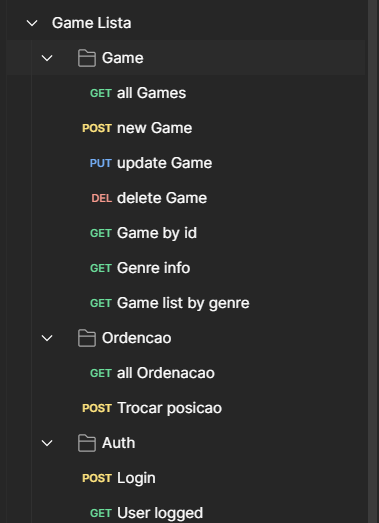 Game Lista
Game
GET all Games
POST new Game
PUT update Game
DEL delete Game
GET Game by id
GET Genre info
GET Game list by genre
Ordencao
GET all Ordenacao
POST Trocar posicao
Auth
POST Login
GET User logged